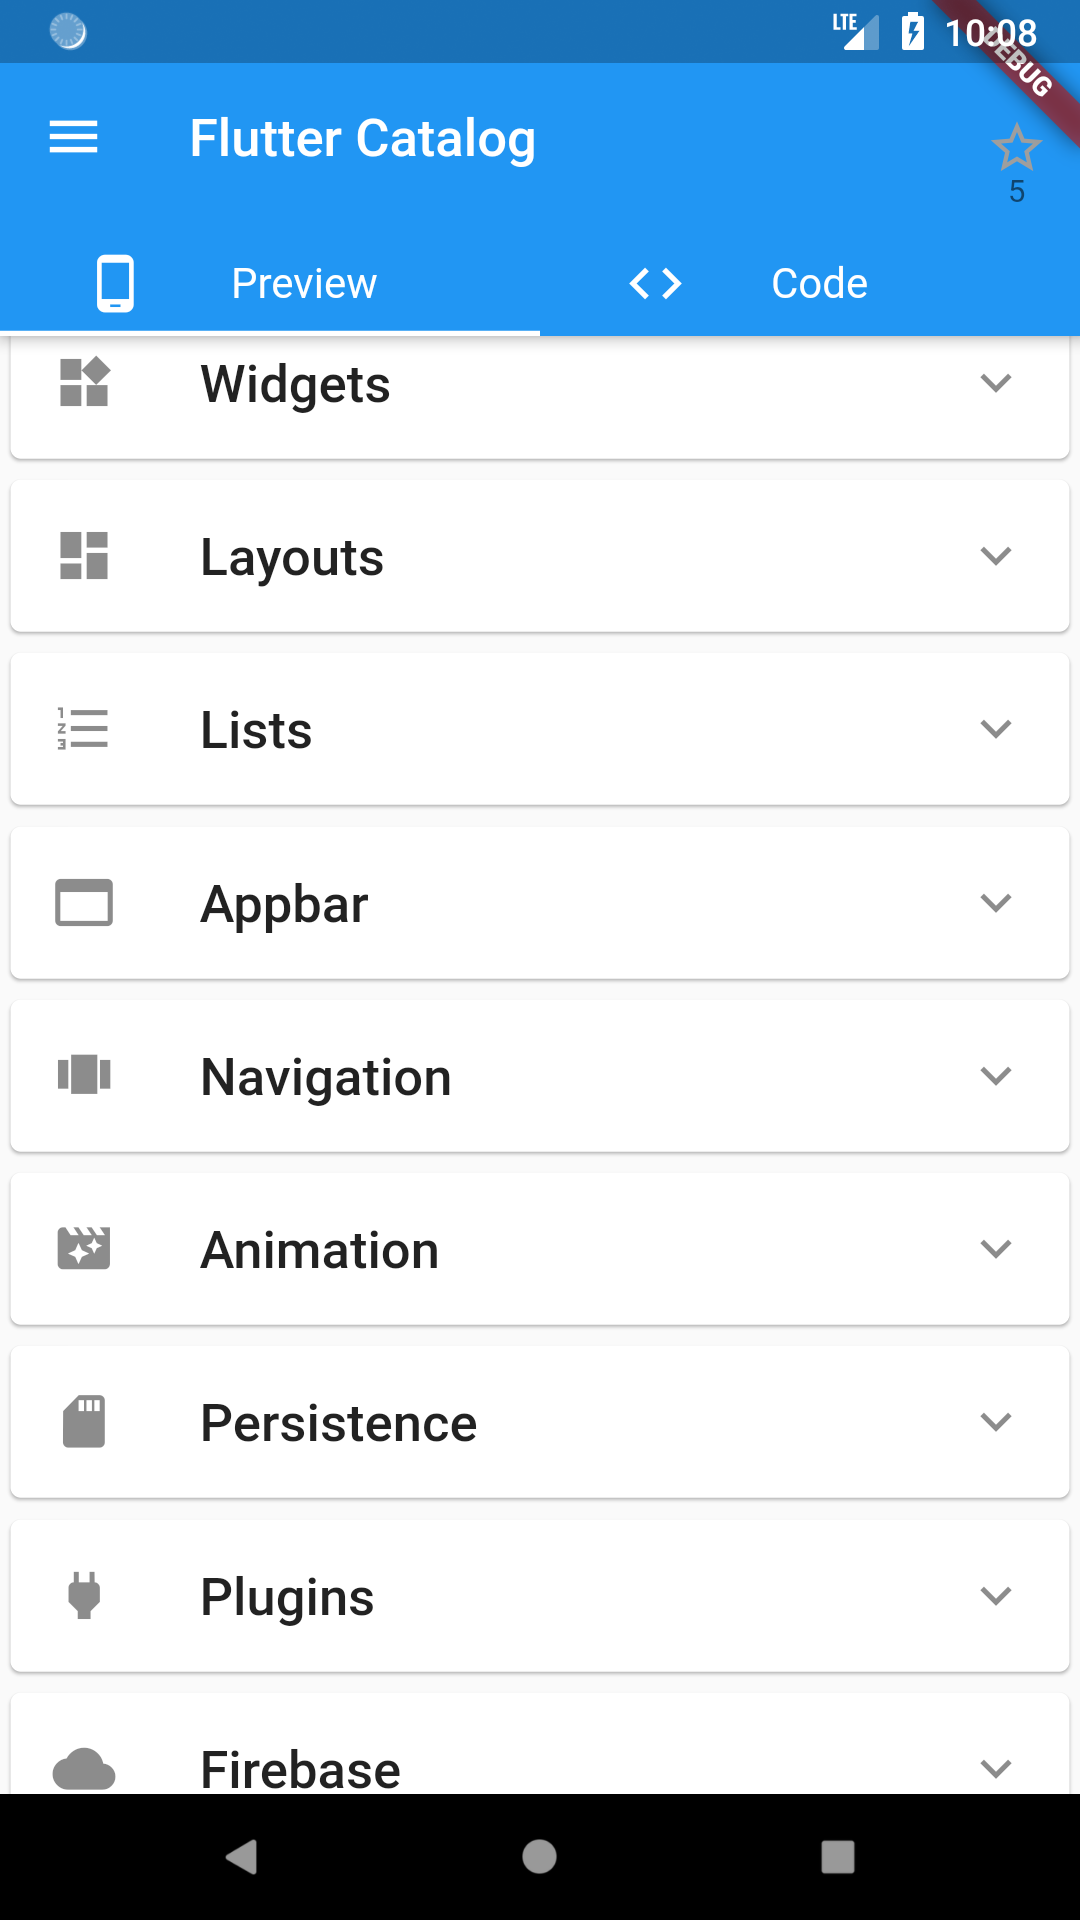 LTE 10:08
DEBUG
Flutter Catalog
5
Preview Code
Widgets
Layouts
Lists
Appbar
Navigation
Animation
Persistence
Plugins
Firebase